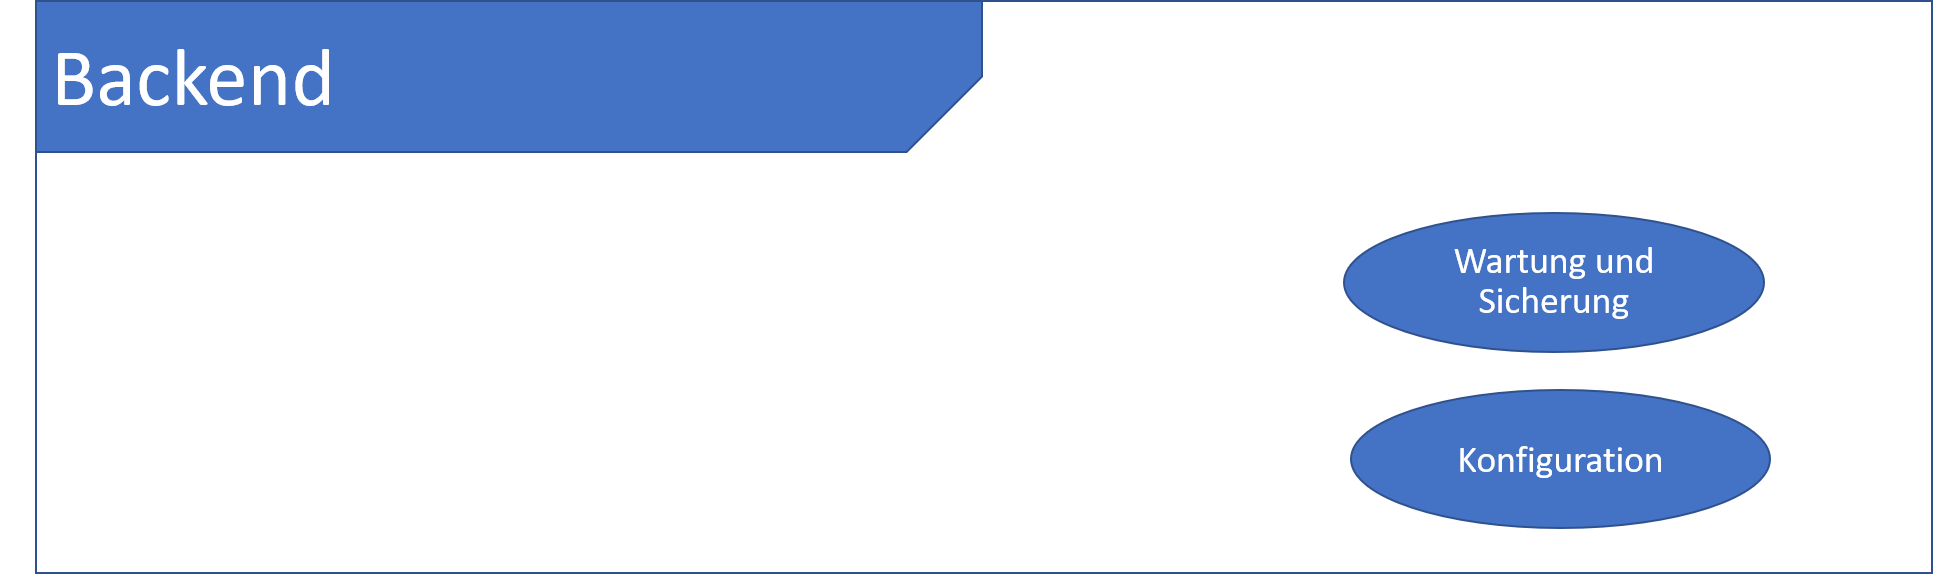 Backend
Wartung und
Sicherung
Konfiguration